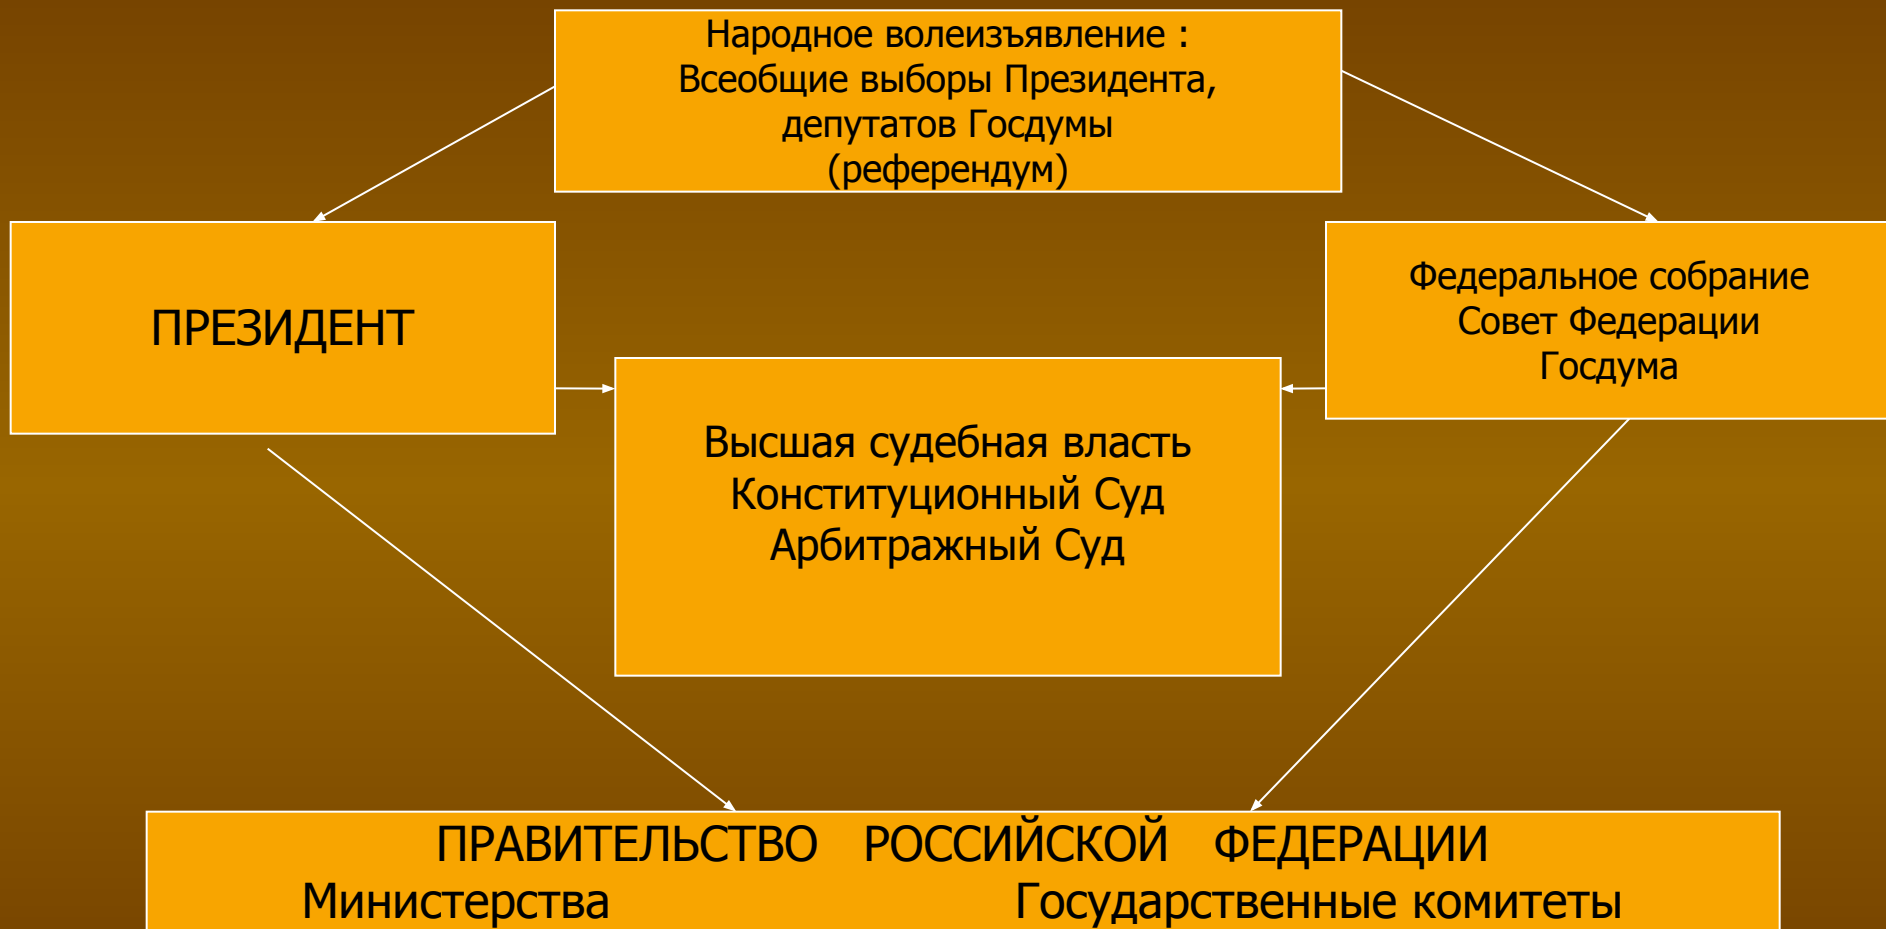 Народное волеизъявление :
Всеобщие выборы Президента,
депутатов Госдумы
(референдум)
ПРЕЗИДЕНТ
Федеральное собрание
Совет Федерации
Госдума
Высшая судебная власть
Конституционный Суд
Арбитражный Суд
ПРАВИТЕЛЬСТВО РОССИЙСКОЙ ФЕДЕРАЦИИ
Министерства Государственные комитеты